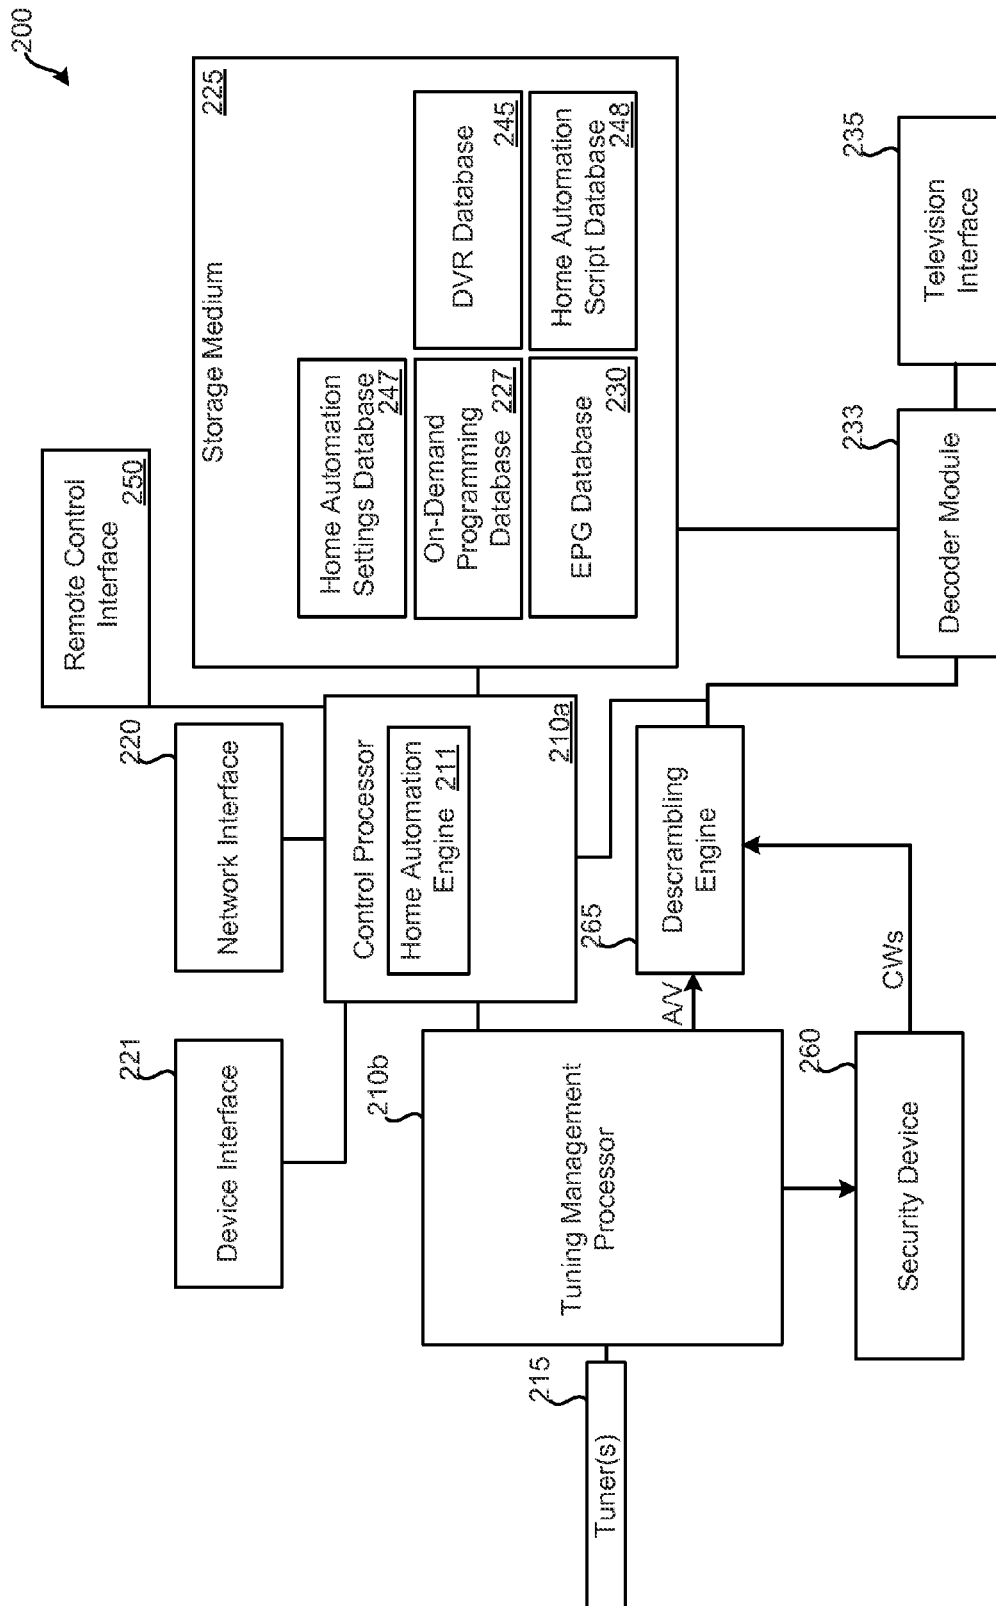 200
Remote Control
Interface
250
Storage Medium
225
Home Automation
Settings Database
247
On-Demand
Programming
Database
227
DVR Database
245
EPG Database
230
Home Automation
Script Database
248
220
Network Interface
221
Device Interface
Control Processor
Home Automation
Engine
211
210a
210b
Tuning Management
Processor
215
Tuner(s)
A/V
265
Descrambling
Engine
CWs
260
Security Device
233
Decoder Module
235
Television
Interface